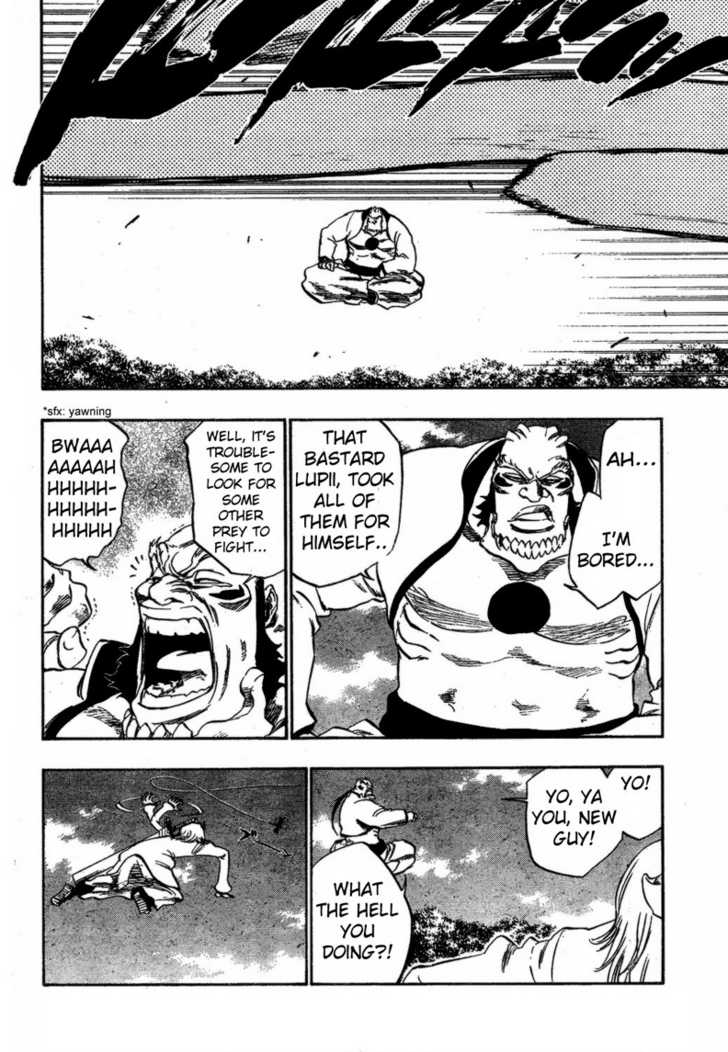 *sfx: yawning
AH...
I'M
BORED...
THAT
BASTARD
LUPII, TOOK
ALL OF
THEM FOR
HIMSELF..
WELL, IT'S
TROUBLE-
SOME TO
LOOK FOR
SOME
OTHER
PREY TO
FIGHT...
BWAAA
AAAAAH
HHHHH-
HHHHH-
HHHHH
YO!
YO, YA
YOU, NEW
GUY!
WHAT
THE HELL
YOU
DOING?!